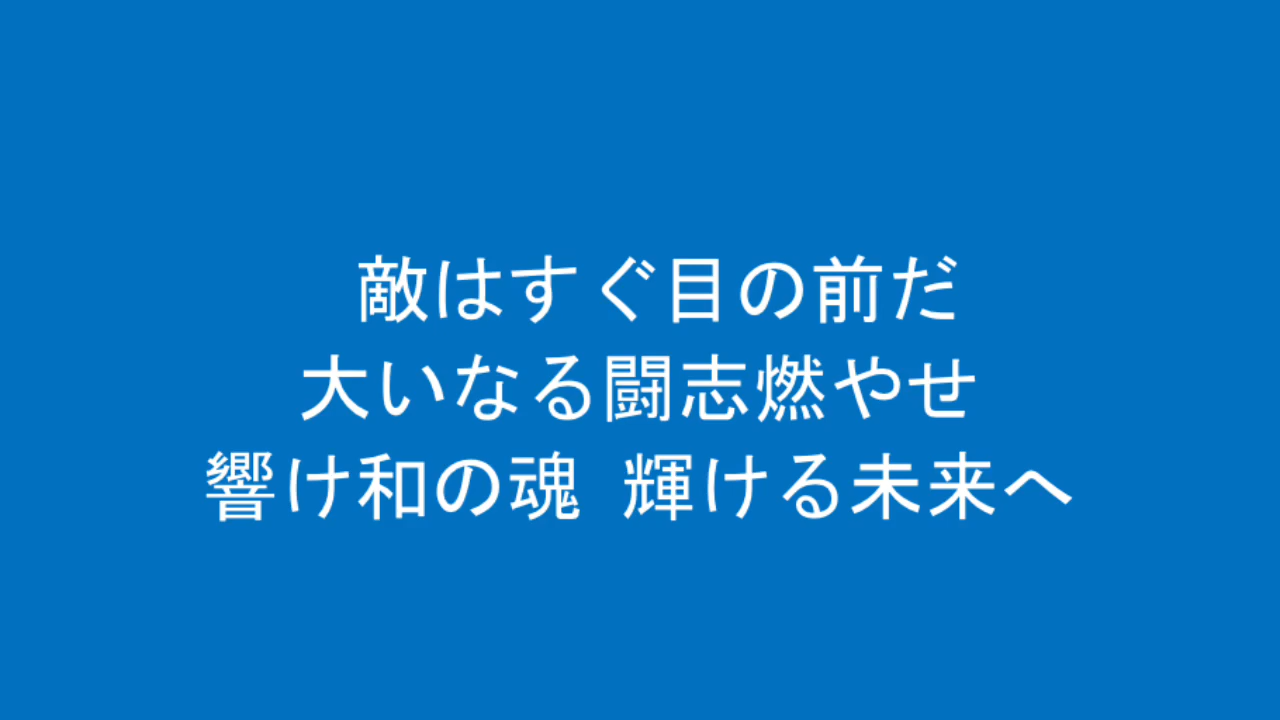 敵はすぐ目の前だ
大いなる闘志燃やせ
響け和の魂 輝ける未来へ